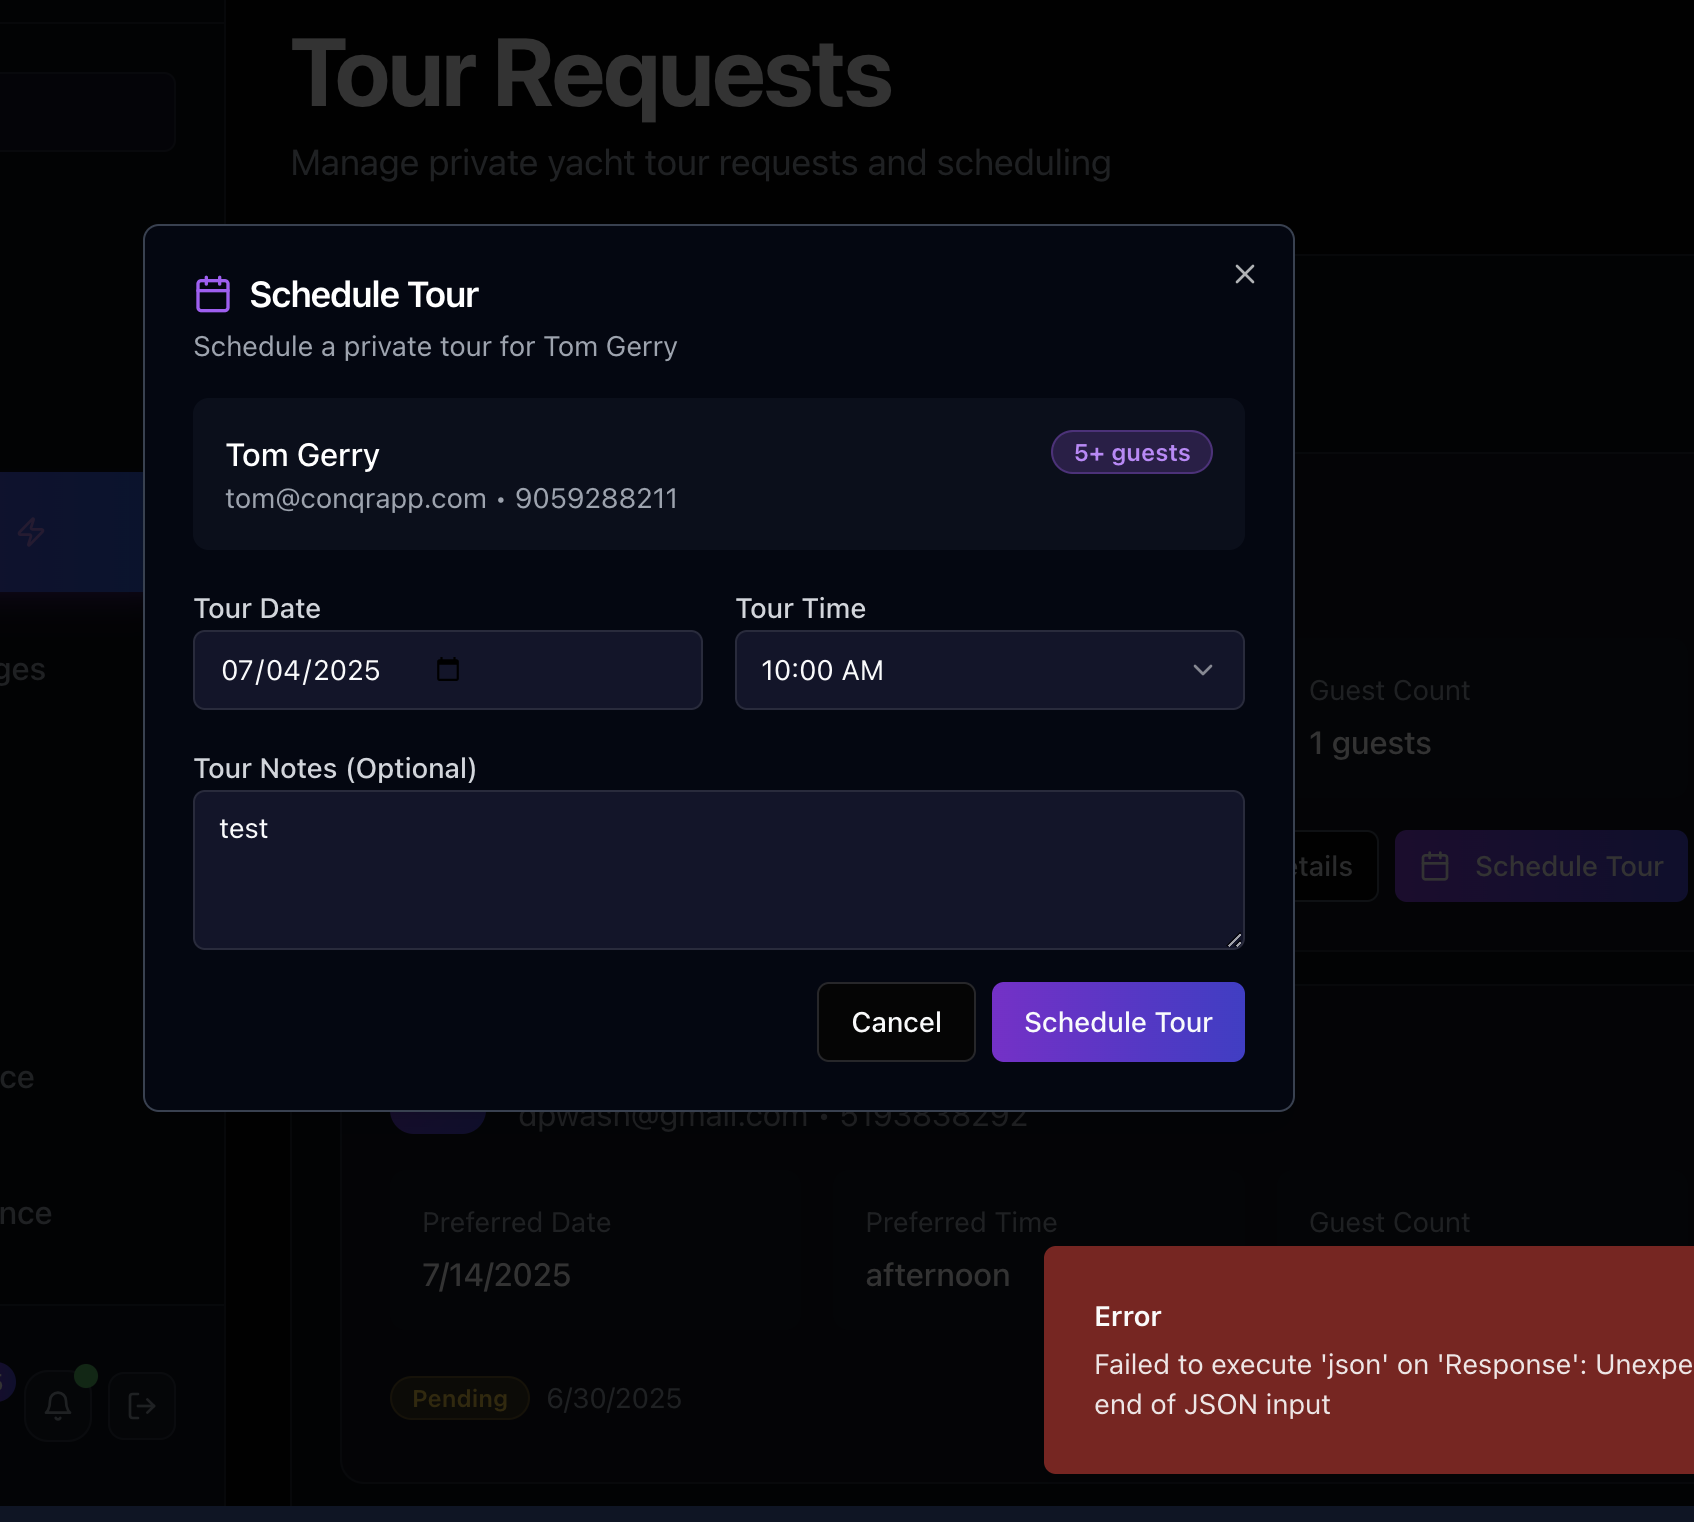 Tour Requests
Manage private yacht tour requests and scheduling
Schedule Tour
Schedule a private tour for Tom Gerry
Tom Gerry
5+ guests
tom@conqrapp.com • 9059288211
Tour Date
Tour Time
07/04/2025
10:00 AM
ges
Guest Count
1 guests
Tour Notes (Optional)
test
etails
Schedule Tour
Cancel
Schedule Tour
ce
dpwash@gmail.com • 5193838292
nce
Preferred Date
Preferred Time
Guest Count
7/14/2025
afternoon
Error
Failed to execute 'json' on 'Response': Unexpe
end of JSON input
Pending
6/30/2025